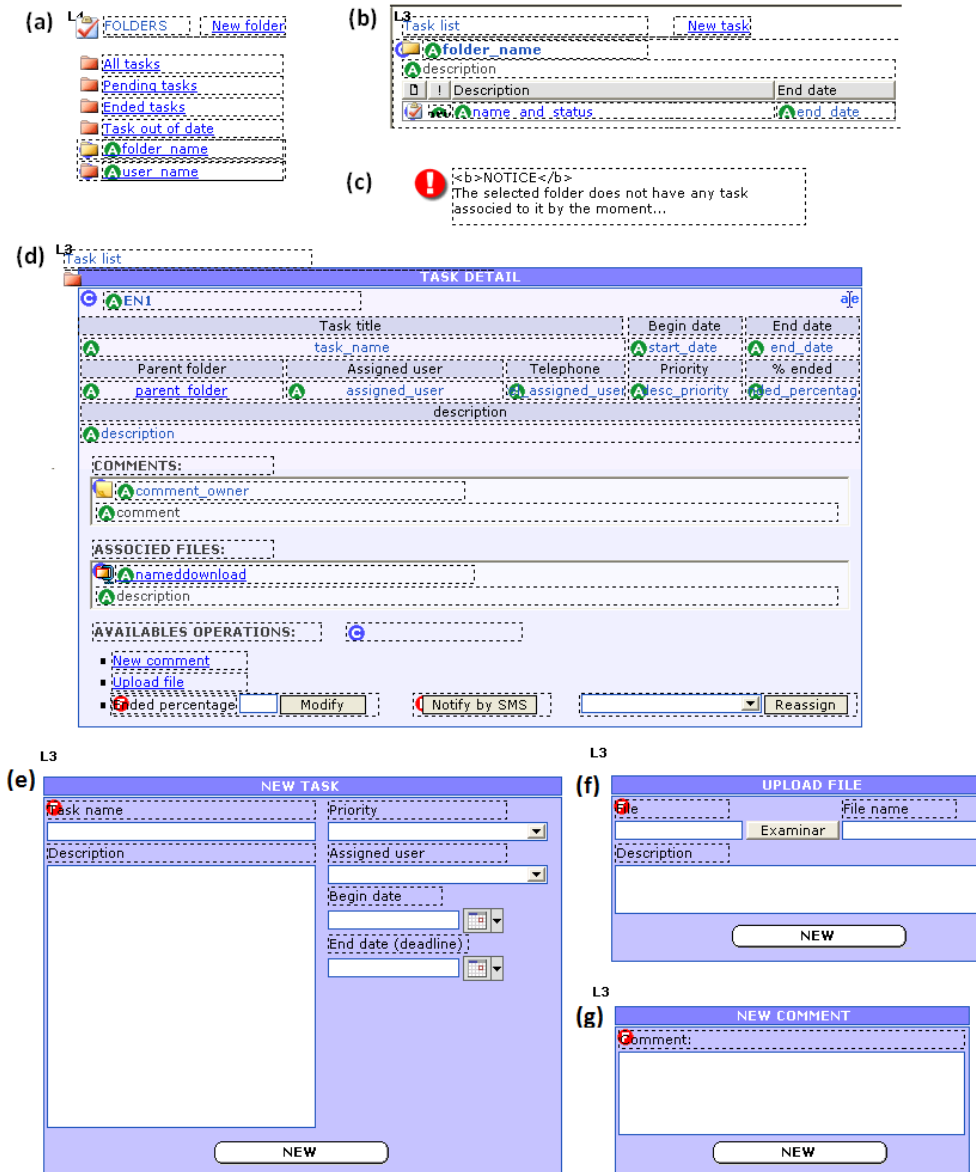 (a) L4 FOLDERS New folder
All tasks
Pending tasks
Ended tasks
Task out of date
A folder_name
A user_name
(b) L3 Task list New task
C A folder_name
A description
! Description End date
A name_and_status A end_date
(c) <b>NOTICE</b>
The selected folder does not have any task
associed to it by the moment...
(d) L3 Task list
TASK DETAIL
C A EN1
Task title Begin date End date
A task_name A start_date A end_date
Parent folder Assigned user Telephone Priority % ended
A parent_folder A assigned_user A _assigned_user A desc_priority A ded_percentag
description
A description
COMMENTS:
A comment_owner
A comment
ASSOCIED FILES:
A nameddownload
A description
AVAILABLES OPERATIONS: C
New comment
Upload file
Ended percentage Modify Notify by SMS Reassign
(e) L3
NEW TASK
Task name Priority
Description Assigned user
Begin date
End date (deadline)
NEW
(f) L3
UPLOAD FILE
File File name
Examinar
Description
NEW
(g) L3
NEW COMMENT
Comment:
NEW